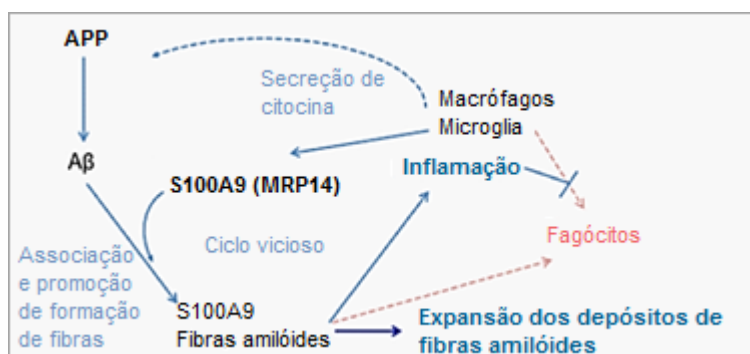 APP
Secreção de
citocina
Macrófagos
Microglia
Aβ
S100A9 (MRP14)
Inflamação
Fagócitos
Ciclo vicioso
Associação
e promoção
de formação
de fibras
S100A9
Fibras amilóides
Expansão dos depósitos de
fibras amilóides